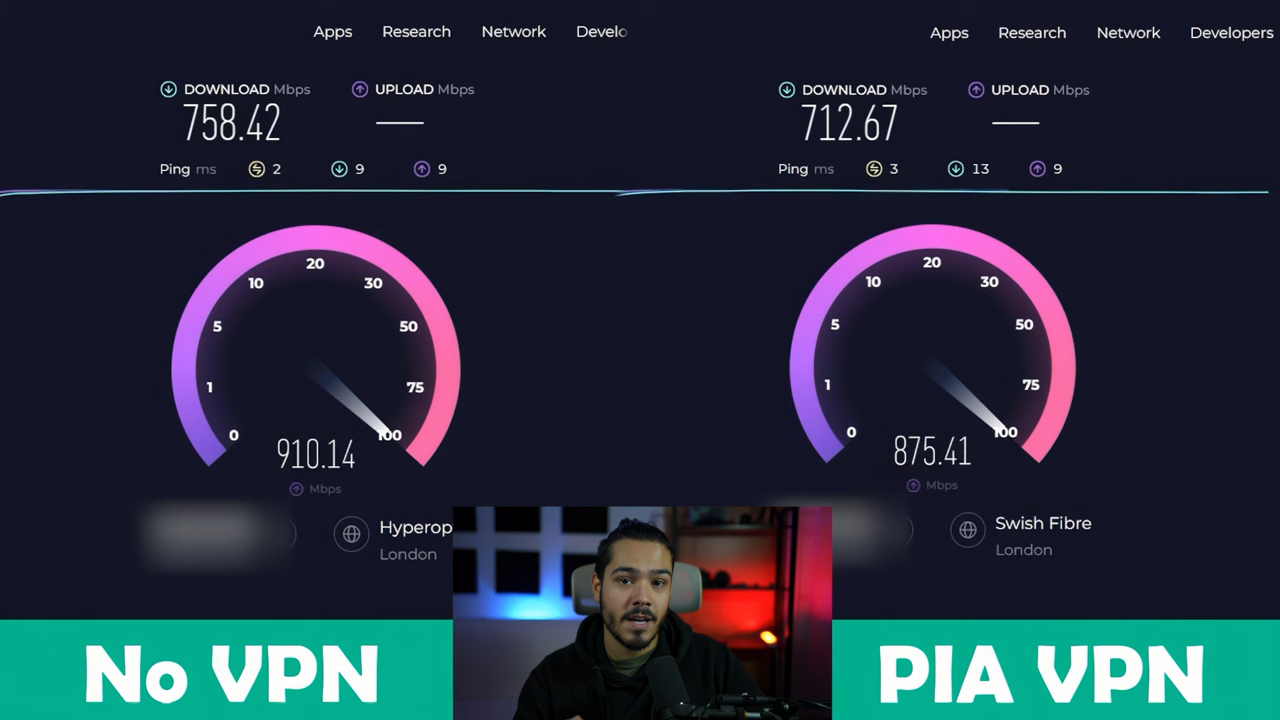 Apps Research Network Develo
DOWNLOAD Mbps UPLOAD Mbps
758.42
Ping ms 2 9 9
20
10 30
5 50
1 75
0 100
910.14
Mbps
Hyperop
London
No VPN
Apps Research Network Developers
DOWNLOAD Mbps UPLOAD Mbps
712.67
Ping ms 3 13 9
20
10 30
5 50
1 75
0 100
875.41
Mbps
Swish Fibre
London
PIA VPN